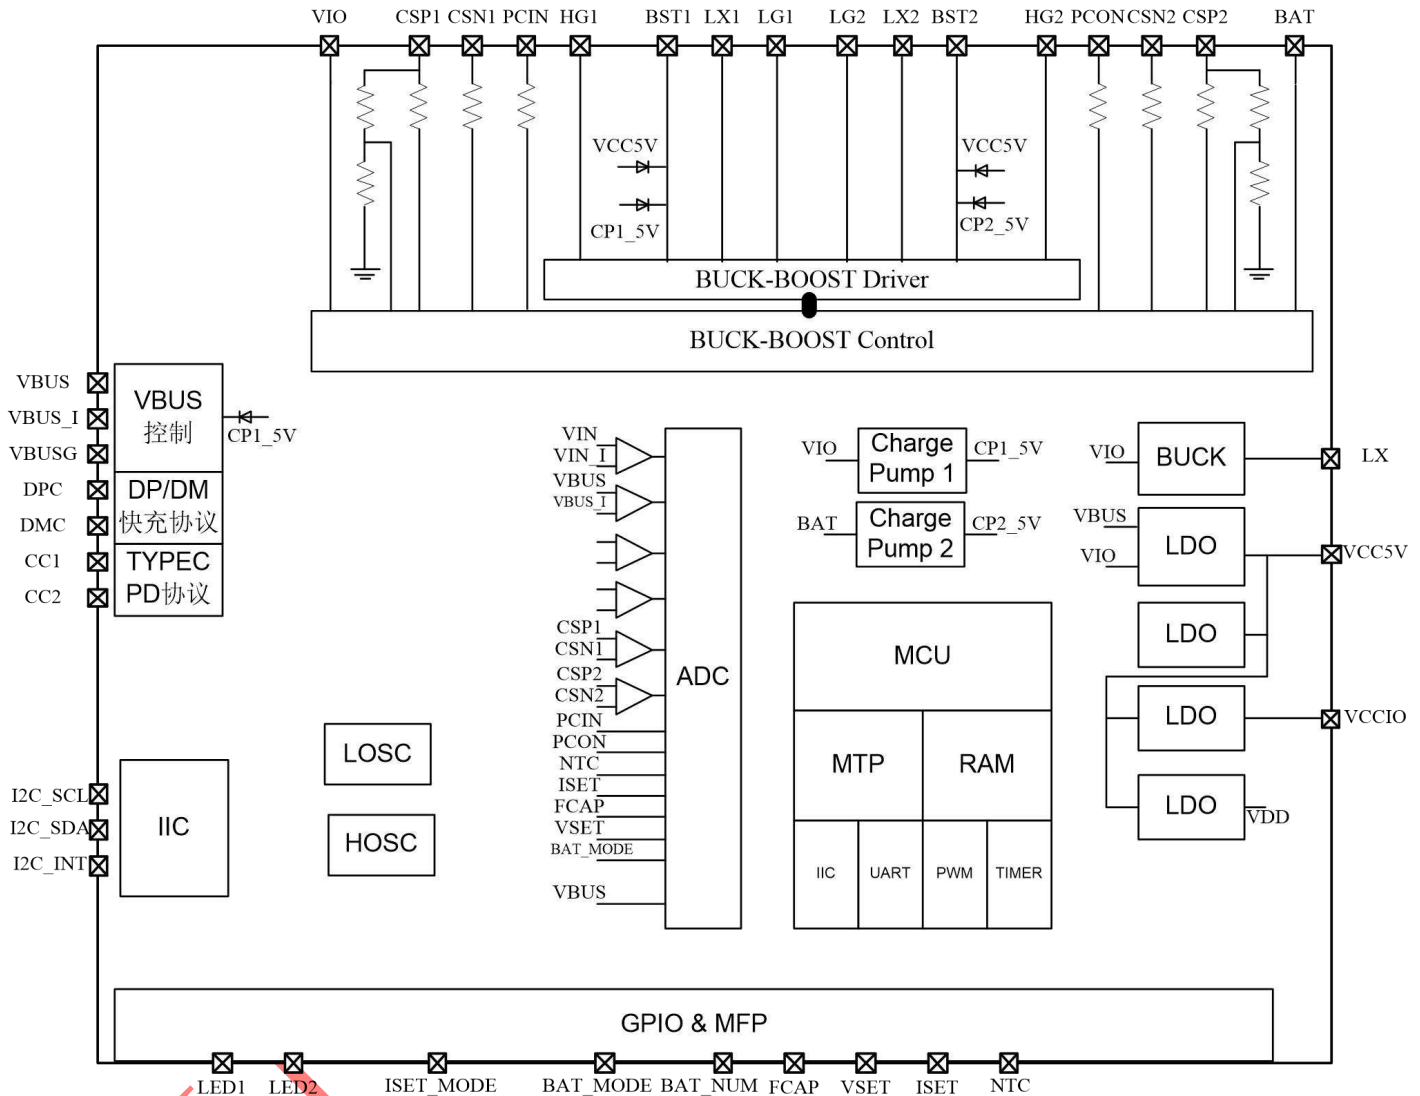 VIO CSP1 CSN1 PCIN HG1 BST1 LX1 LG1 LG2 LX2 BST2 HG2 PCON CSN2 CSP2 BAT
VCC5V
VCC5V
CP1_5V
CP2_5V
BUCK-BOOST Driver
BUCK-BOOST Control
VBUS
VBUS_I
VBUSG
DPC
DMC
CC1
CC2
VBUS
控制
CP1_5V
DP/DM
快充协议
TYPEC
PD协议
VIN
VIN_I
VBUS
VBUS_I
CSP1
CSN1
CSP2
CSN2
PCIN
PCON
NTC
ISET
FCAP
VSET
BAT_MODE
VBUS
ADC
VIO
Charge
Pump 1
CP1_5V
BAT
Charge
Pump 2
CP2_5V
VIO
BUCK
LX
VBUS
VIO
LDO
VCC5V
LDO
LDO
VCCIO
LDO
VDD
MCU
MTP
RAM
IIC
UART
PWM
TIMER
LOSC
HOSC
I2C_SCL
I2C_SDA
I2C_INT
IIC
GPIO & MFP
LED1 LED2 ISET_MODE BAT_MODE BAT_NUM FCAP VSET ISET NTC